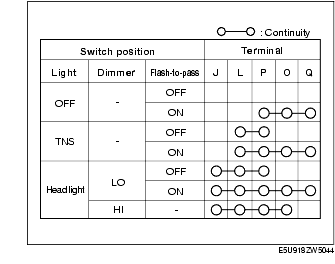 : Continuity
Switch position Terminal
Light Dimmer Flash-to-pass J L P O Q
OFF - OFF
ON
TNS - OFF
ON
Headlight LO OFF
ON
HI -
E5U918ZW5044